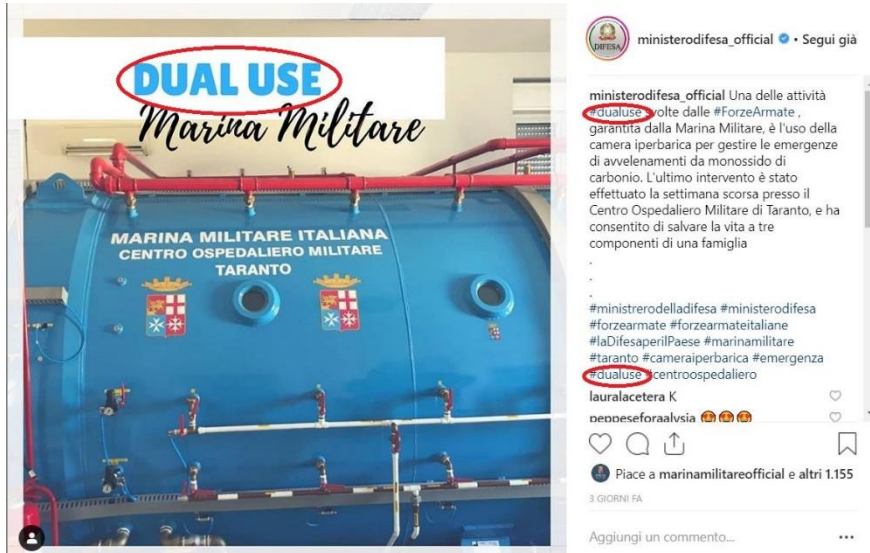 DUAL USE
Marina Militare
MARINA MILITARE ITALIANA
CENTRO OSPEDALIERO MILITARE
TARANTO
DIFESA
ministerodifesa_official • Segui già
ministerodifesa_official Una delle attività
#dualuse svolte dalle #ForzeArmate ,
garantita dalla Marina Militare, è l'uso della
camera iperbarica per gestire le emergenze
di avvelenamenti da monossido di
carbonio. L'ultimo intervento è stato
effettuato la settimana scorsa presso il
Centro Ospedaliero Militare di Taranto, e ha
consentito di salvare la vita a tre
componenti di una famiglia
.
.
.
#ministrerodelladifesa #ministerodifesa
#forzearmate #forzearmateitaliane
#laDifesaperilPaese #marinamilitare
#taranto #cameraiperbarica #emergenza
#dualuse #centroospedaliero
lauralacetera K
peppeseforaalysia 😍😍😍
Piace a marinamilitareofficial e altri 1.155
3 GIORNI FA
Aggiungi un commento...